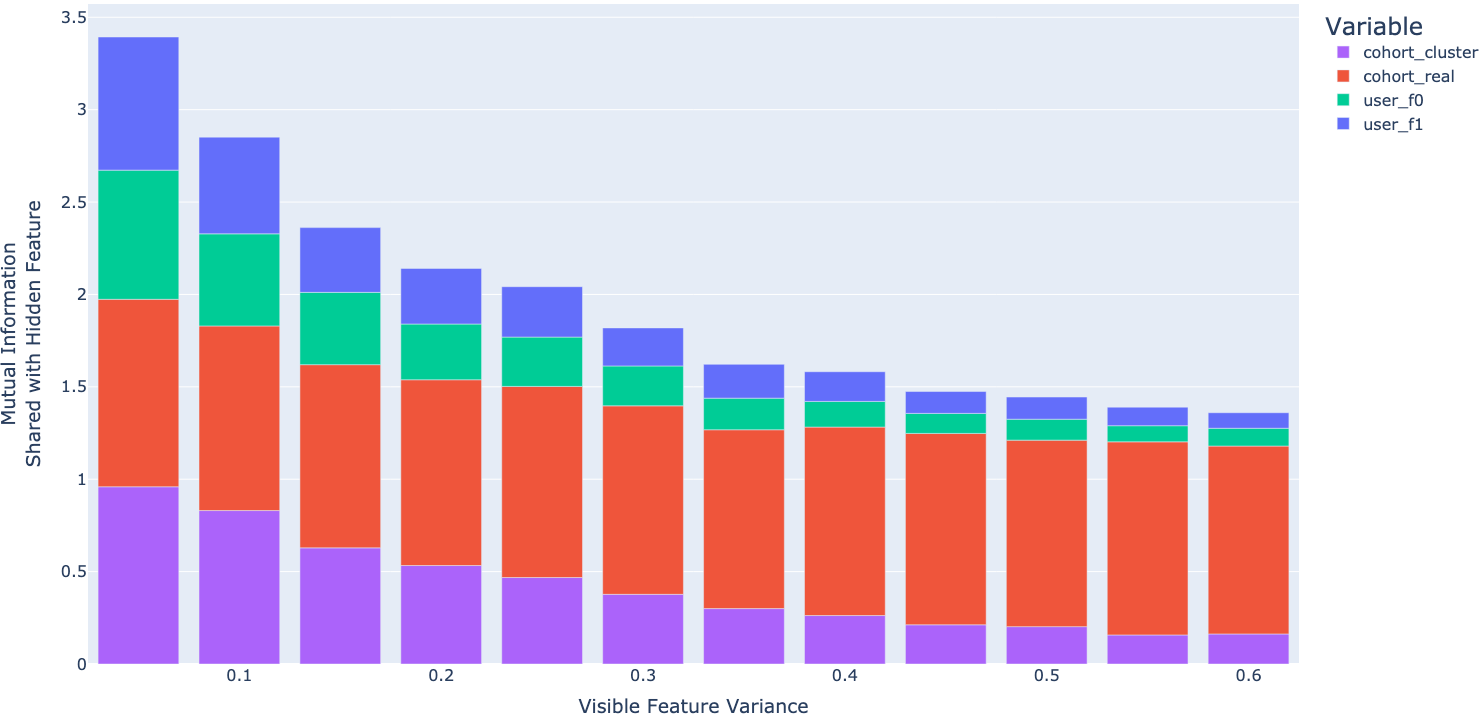 3.5
3
2.5
2
1.5
1
0.5
0
Mutual Information
Shared with Hidden Feature
0.1
0.2
0.3
0.4
0.5
0.6
Visible Feature Variance
Variable
cohort_cluster
cohort_real
user_f0
user_f1